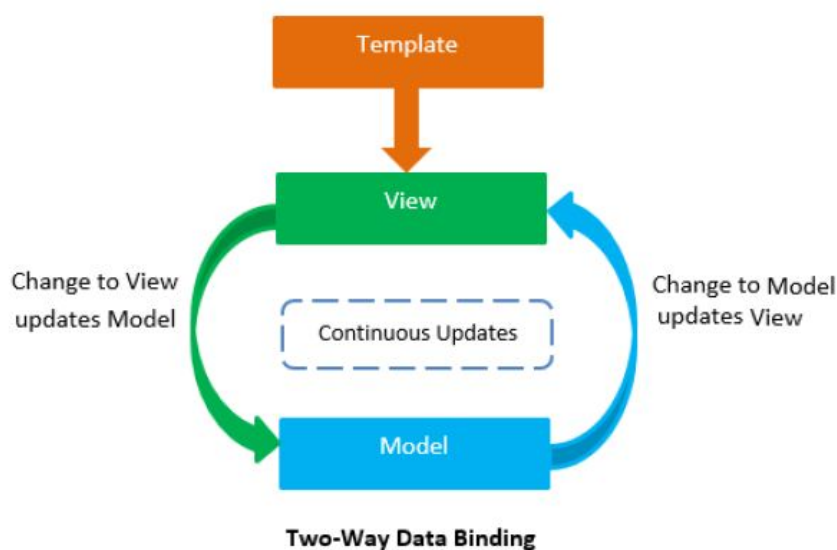 Template
View
Change to View
updates Model
Continuous Updates
Change to Model
updates View
Model
Two-Way Data Binding